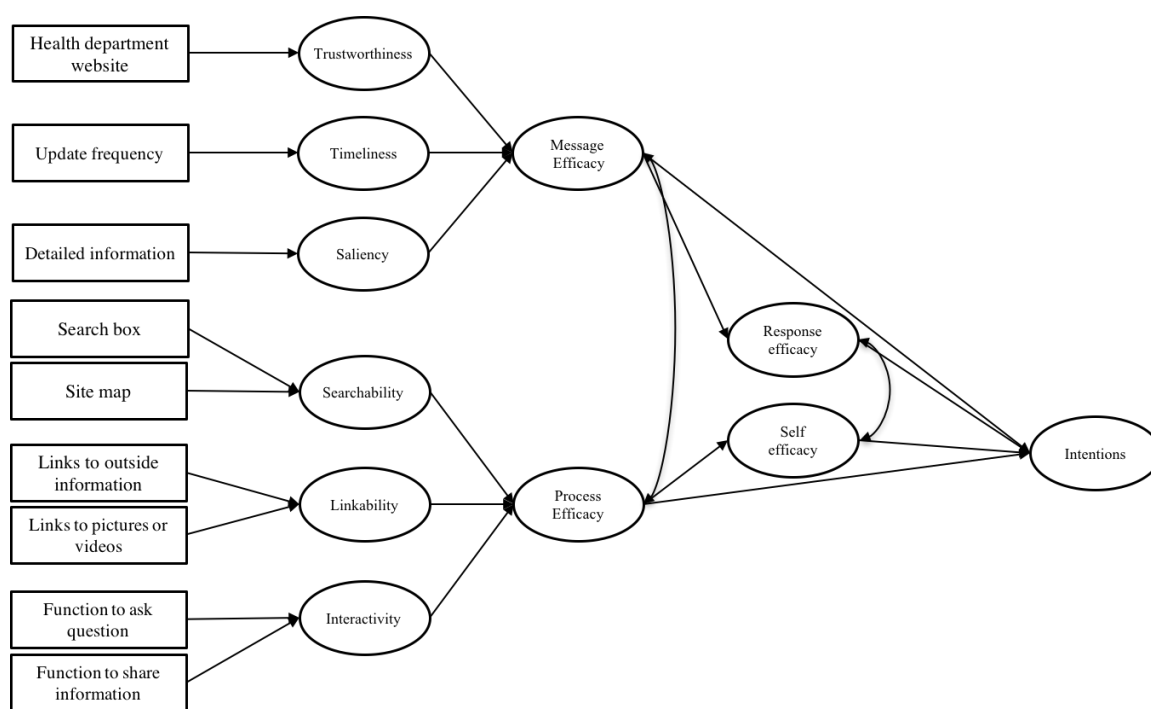 Health department
website
Trustworthiness
Update frequency
Timeliness
Message
Efficacy
Detailed information
Saliency
Search box
Site map
Searchability
Response
efficacy
Self
efficacy
Intentions
Links to outside
information
Links to pictures or
videos
Linkability
Process
Efficacy
Function to ask
question
Function to share
information
Interactivity